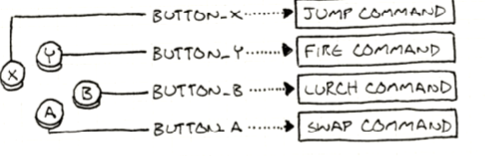 BUTTON_X JUMP COMMAND
Y BUTTON_Y FIRE COMMAND
X
B BUTTON_B LURCH COMMAND
A BUTTON_A SWAP COMMAND